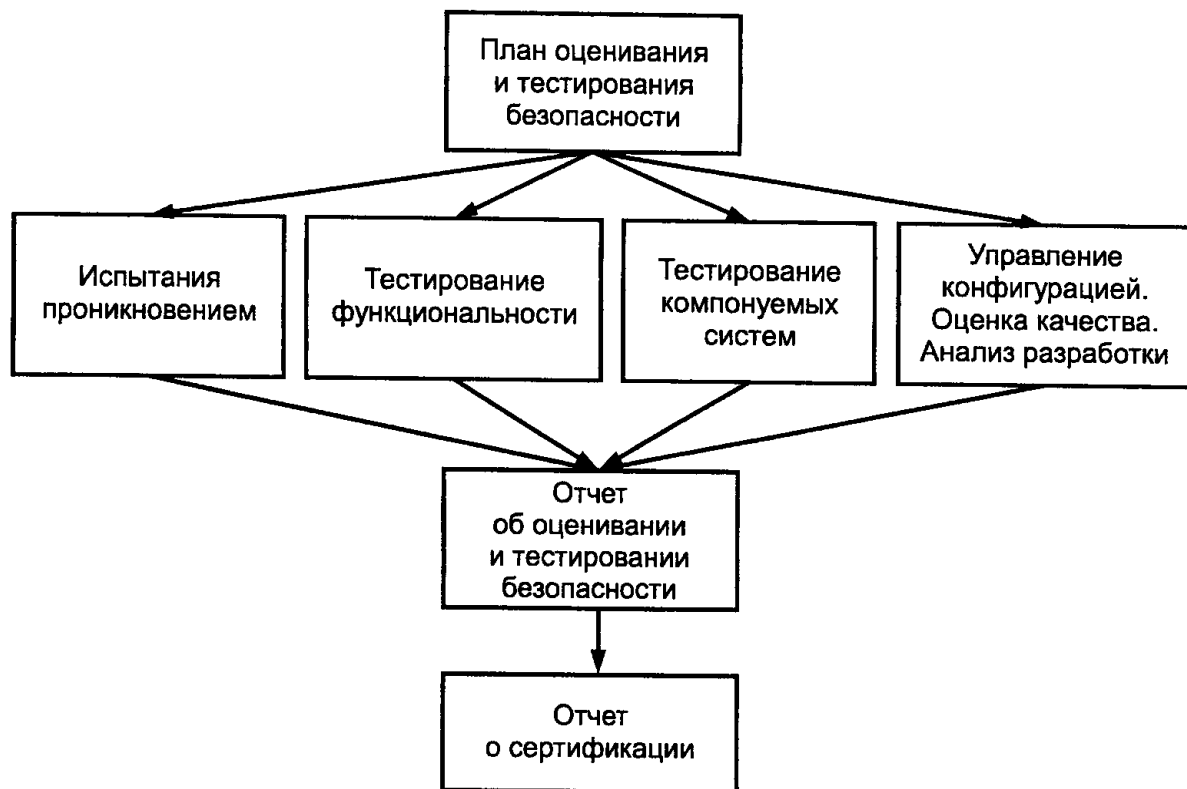 План оценивания
и тестирования
безопасности
Испытания
проникновением
Тестирование
функциональности
Тестирование
компонуемых
систем
Управление
конфигурацией.
Оценка качества.
Анализ разработки
Отчет
об оценивании
и тестировании
безопасности
Отчет
о сертификации